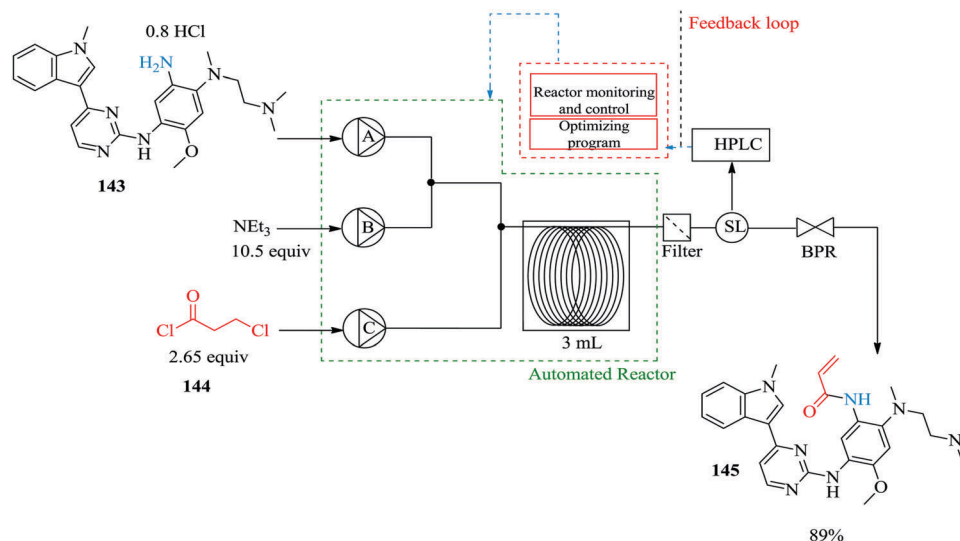 0.8 HCl
Feedback loop
N
H2N
N
N
N
N
N
H
O
143
A
Reactor monitoring
and control
Optimizing
program
HPLC
NEt3
10.5 equiv
B
SL
Filter
BPR
O
Cl
Cl
2.65 equiv
144
C
3 mL
Automated Reactor
N
O
NH
N
N
N
N
N
H
O
145
89%